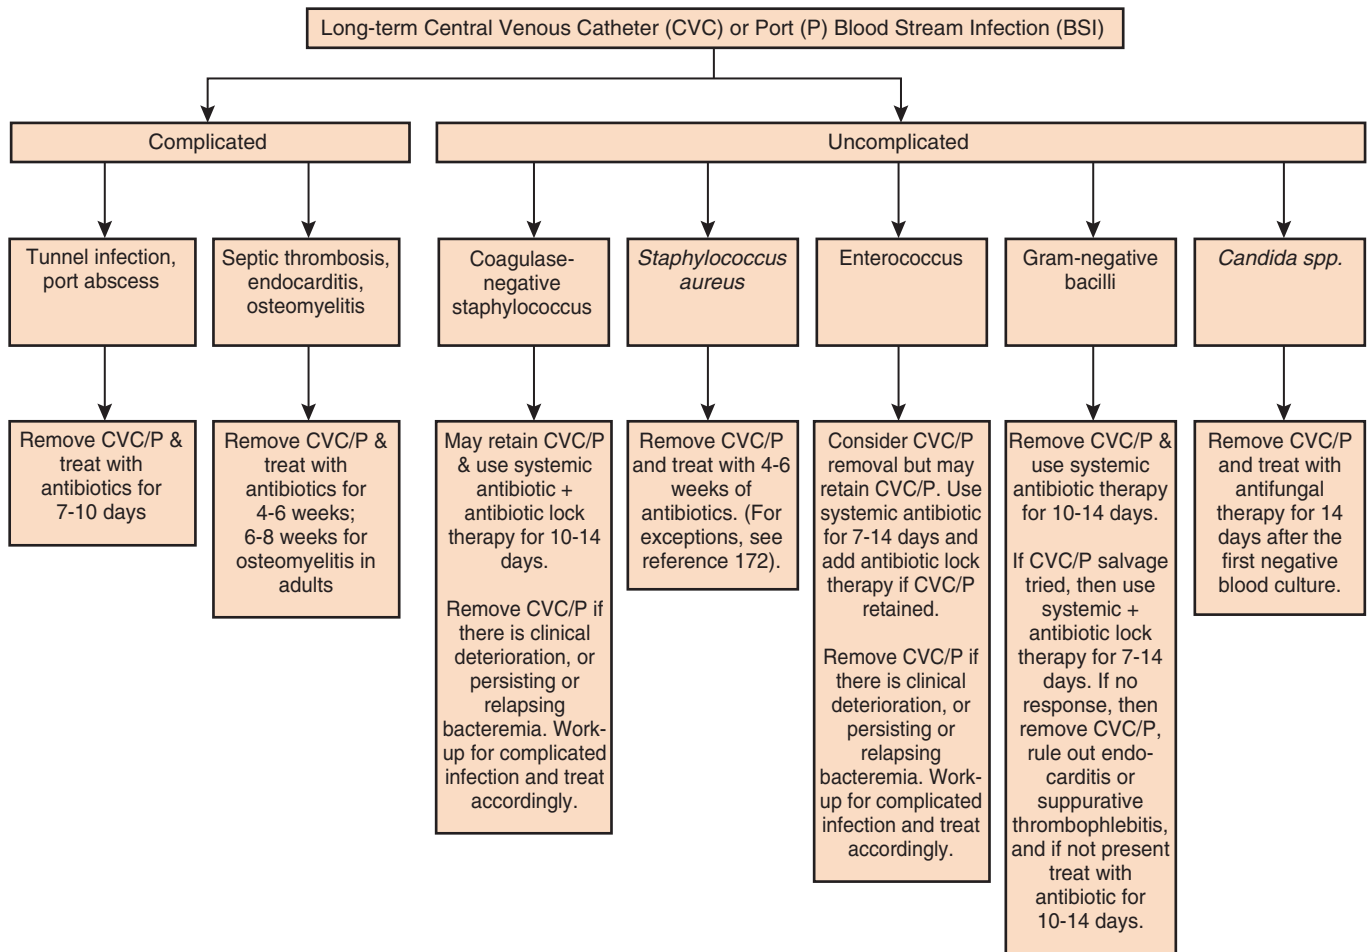 Long-term Central Venous Catheter (CVC) or Port (P) Blood Stream Infection (BSI)
Complicated
Uncomplicated
Tunnel infection,
port abscess
Septic thrombosis,
endocarditis,
osteomyelitis
Coagulase-
negative
staphylococcus
Staphylococcus
aureus
Enterococcus
Gram-negative
bacilli
Candida spp.
Remove CVC/P &
treat with
antibiotics for
7-10 days
Remove CVC/P &
treat with
antibiotics for
4-6 weeks;
6-8 weeks for
osteomyelitis in
adults
May retain CVC/P
& use systemic
antibiotic +
antibiotic lock
therapy for 10-14
days.
Remove CVC/P if
there is clinical
deterioration, or
persisting or
relapsing
bacteremia. Work-
up for complicated
infection and treat
accordingly.
Remove CVC/P
and treat with 4-6
weeks of
antibiotics. (For
exceptions, see
reference 172).
Consider CVC/P
removal but may
retain CVC/P. Use
systemic antibiotic
for 7-14 days and
add antibiotic lock
therapy if CVC/P
retained.
Remove CVC/P if
there is clinical
deterioration, or
persisting or
relapsing
bacteremia. Work-
up for complicated
infection and treat
accordingly.
Remove CVC/P &
use systemic
antibiotic therapy
for 10-14 days.
If CVC/P salvage
tried, then use
systemic +
antibiotic lock
therapy for 7-14
days. If no
response, then
remove CVC/P,
rule out endo-
carditis or
suppurative
thrombophlebitis,
and if not present
treat with
antibiotic for
10-14 days.
Remove CVC/P
and treat with
antifungal
therapy for 14
days after the
first negative
blood culture.